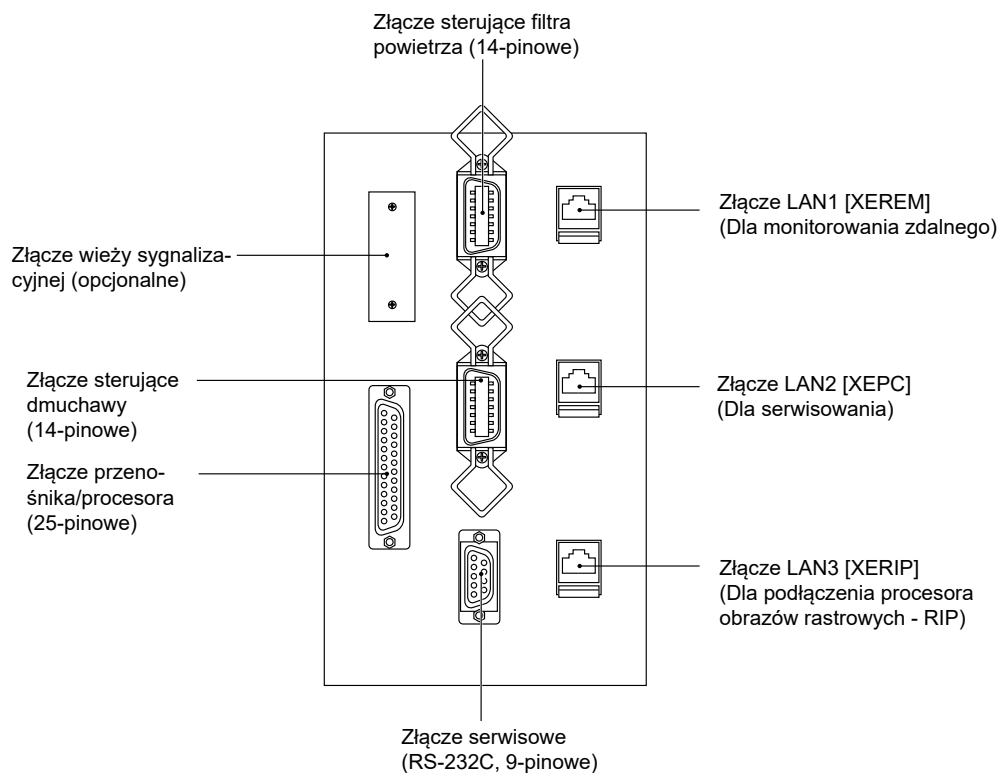 Złącze sterujące filtra
powietrza (14-pinowe)
Złącze LAN1 [XEREM]
(Dla monitorowania zdalnego)
Złącze wieży sygnaliza-
cyjnej (opcjonalne)
Złącze sterujące
dmuchawy
(14-pinowe)
Złącze LAN2 [XEPC]
(Dla serwisowania)
Złącze przeno-
śnika/procesora
(25-pinowe)
Złącze LAN3 [XERIP]
(Dla podłączenia procesora
obrazów rastrowych - RIP)
Złącze serwisowe
(RS-232C, 9-pinowe)